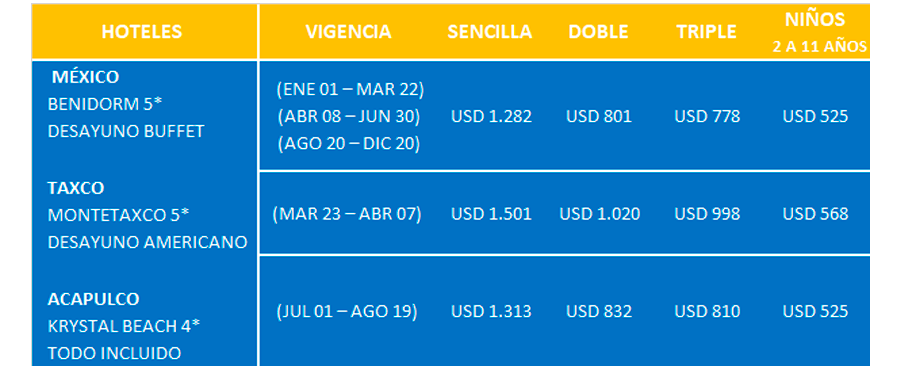 HOTELES VIGENCIA SENCILLA DOBLE TRIPLE NIÑOS
2 A 11 AÑOS
MÉXICO
BENIDORM 5*
DESAYUNO BUFFET
(ENE 01 – MAR 22)
(ABR 08 – JUN 30)
(AGO 20 – DIC 20)
USD 1.282 USD 801 USD 778 USD 525
TAXCO
MONTETAXCO 5*
DESAYUNO AMERICANO
(MAR 23 – ABR 07) USD 1.501 USD 1.020 USD 998 USD 568
ACAPULCO
KRYSTAL BEACH 4*
TODO INCLUIDO
(JUL 01 – AGO 19) USD 1.313 USD 832 USD 810 USD 525